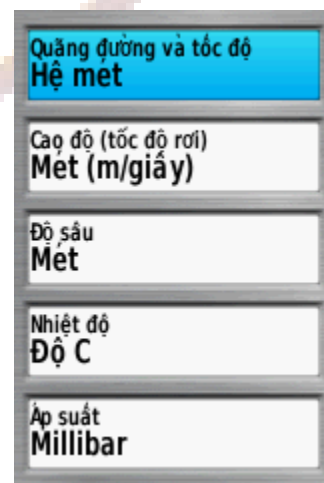 Quãng đường và tốc độ
Hệ mét
Cao độ (tốc độ rơi)
Mét (m/giây)
Độ sâu
Mét
Nhiệt độ
Độ C
Áp suất
Millibar